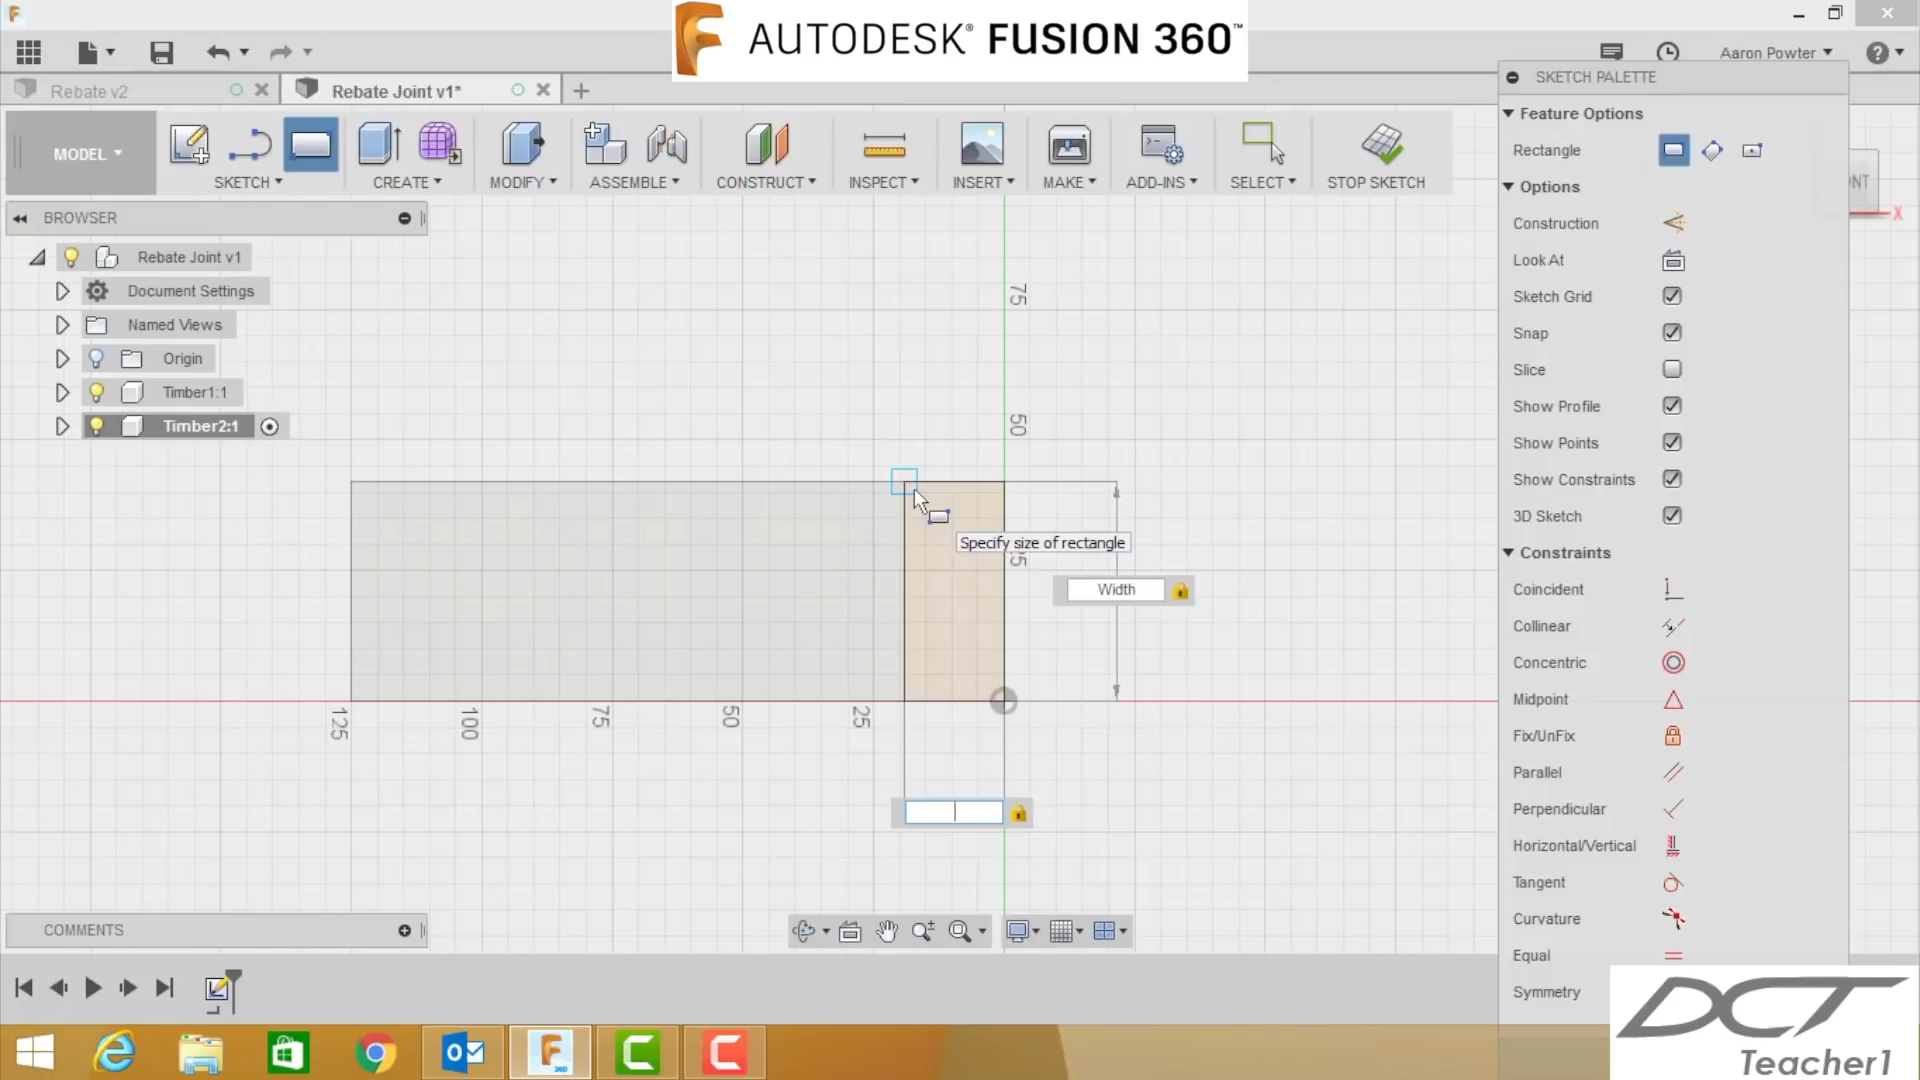 AUTODESK® FUSION 360™
Aaron Powter
Rebate v2
Rebate Joint v1*
SKETCH PALETTE
MODEL
SKETCH
CREATE
MODIFY
ASSEMBLE
CONSTRUCT
INSPECT
INSERT
MAKE
ADD-INS
SELECT
STOP SKETCH
Feature Options
Rectangle
Options
Construction
Look At
Sketch Grid
Snap
Slice
Show Profile
Show Points
Show Constraints
3D Sketch
Constraints
Coincident
Collinear
Concentric
Midpoint
Fix/UnFix
Parallel
Perpendicular
Horizontal/Vertical
Tangent
Curvature
Equal
Symmetry
X
BROWSER
Rebate Joint v1
Document Settings
Named Views
Origin
Timber1:1
Timber2:1
75
50
Specify size of rectangle
Width
125
100
75
50
25
COMMENTS
DCT
Teacher1